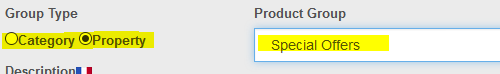 Group Type
Product Group
Category Property
Special Offers
Description